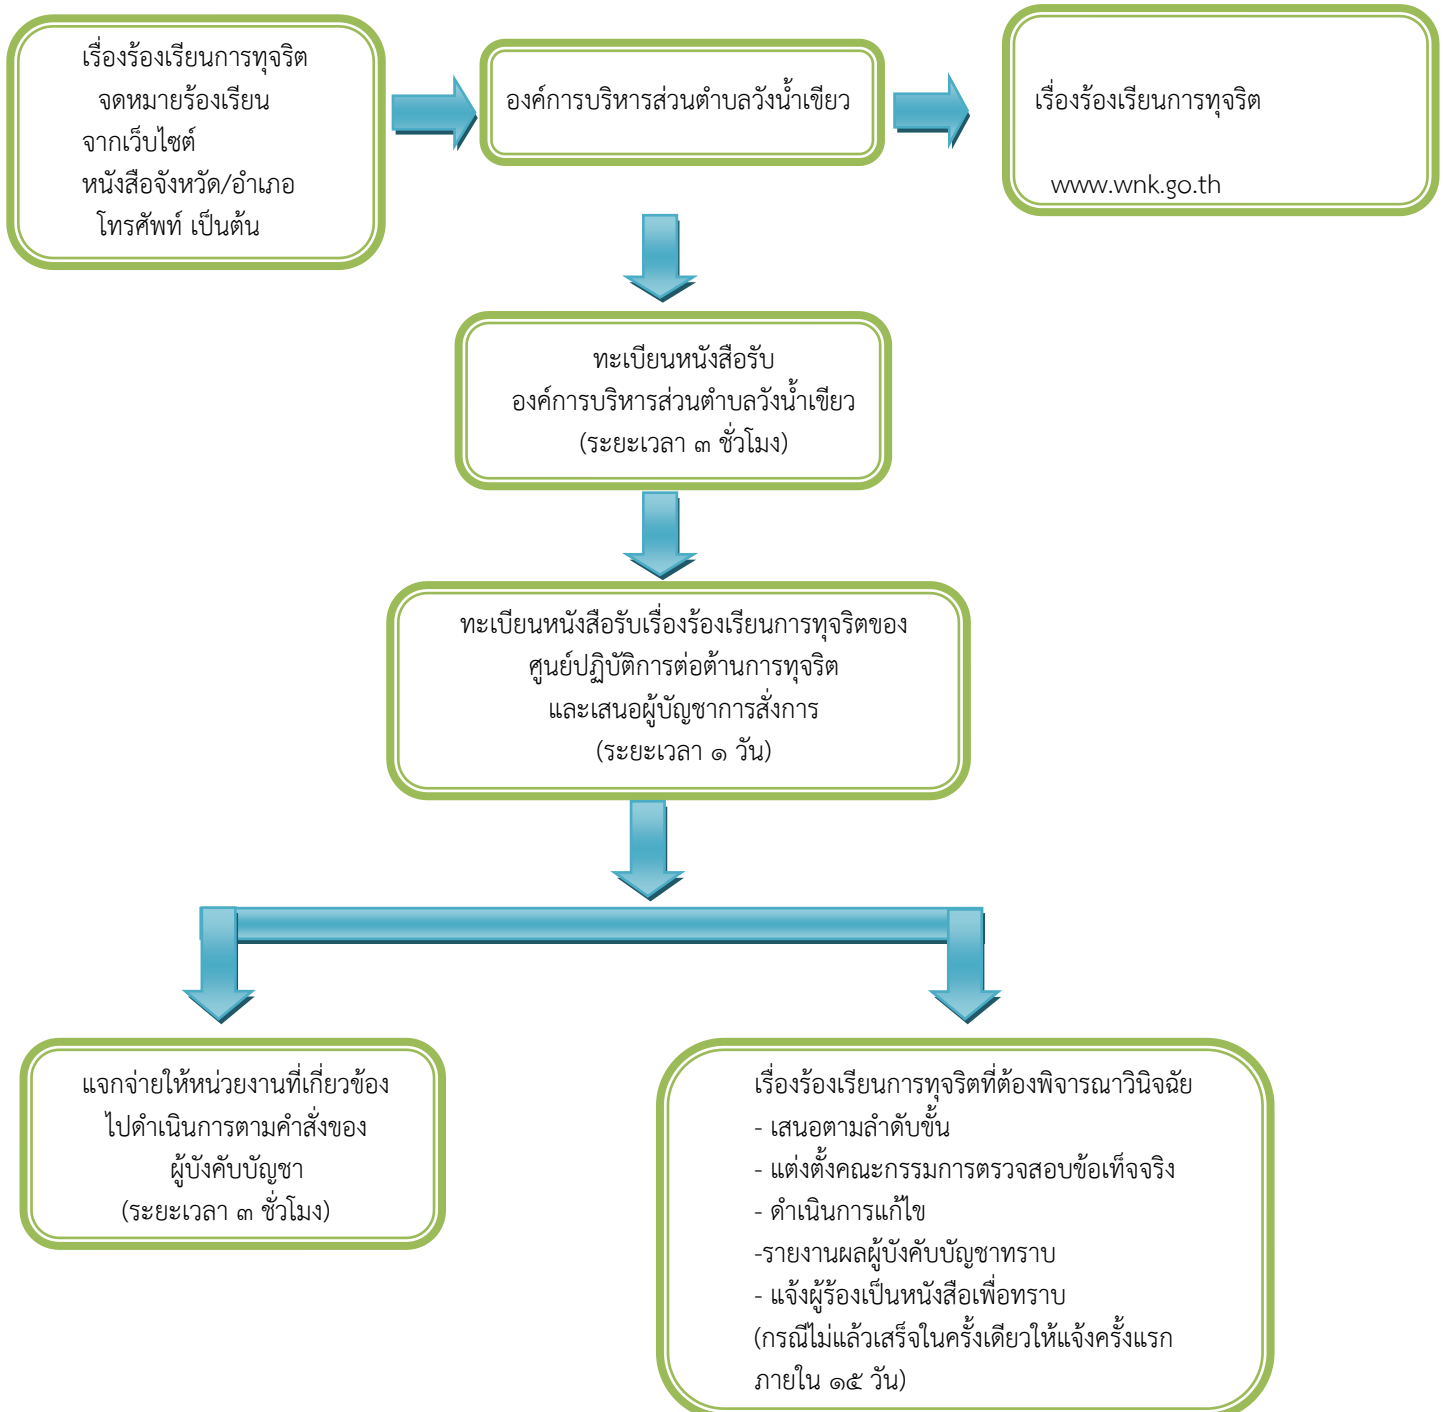 เรื่องร้องเรียนการทุจริต
จดหมายร้องเรียน
จากเว็บไซต์
หนังสือจังหวัด/อำเภอ
โทรศัพท์ เป็นต้น
องค์การบริหารส่วนตำบลวังน้ำเขียว
เรื่องร้องเรียนการทุจริต
www.wnk.go.th
ทะเบียนหนังสือรับ
องค์การบริหารส่วนตำบลวังน้ำเขียว
(ระยะเวลา ๓ ชั่วโมง)
ทะเบียนหนังสือรับเรื่องร้องเรียนการทุจริตของ
ศูนย์ปฏิบัติการต่อต้านการทุจริต
และเสนอผู้บัญชาการสั่งการ
(ระยะเวลา ๑ วัน)
แจกจ่ายให้หน่วยงานที่เกี่ยวข้อง
ไปดำเนินการตามคำสั่งของ
ผู้บังคับบัญชา
(ระยะเวลา ๓ ชั่วโมง)
เรื่องร้องเรียนการทุจริตที่ต้องพิจารณาวินิจฉัย
- เสนอตามลำดับขั้น
- แต่งตั้งคณะกรรมการตรวจสอบข้อเท็จจริง
- ดำเนินการแก้ไข
-รายงานผลผู้บังคับบัญชาทราบ
- แจ้งผู้ร้องเป็นหนังสือเพื่อทราบ
(กรณีไม่แล้วเสร็จในครั้งเดียวให้แจ้งครั้งแรก
ภายใน ๑๕ วัน)